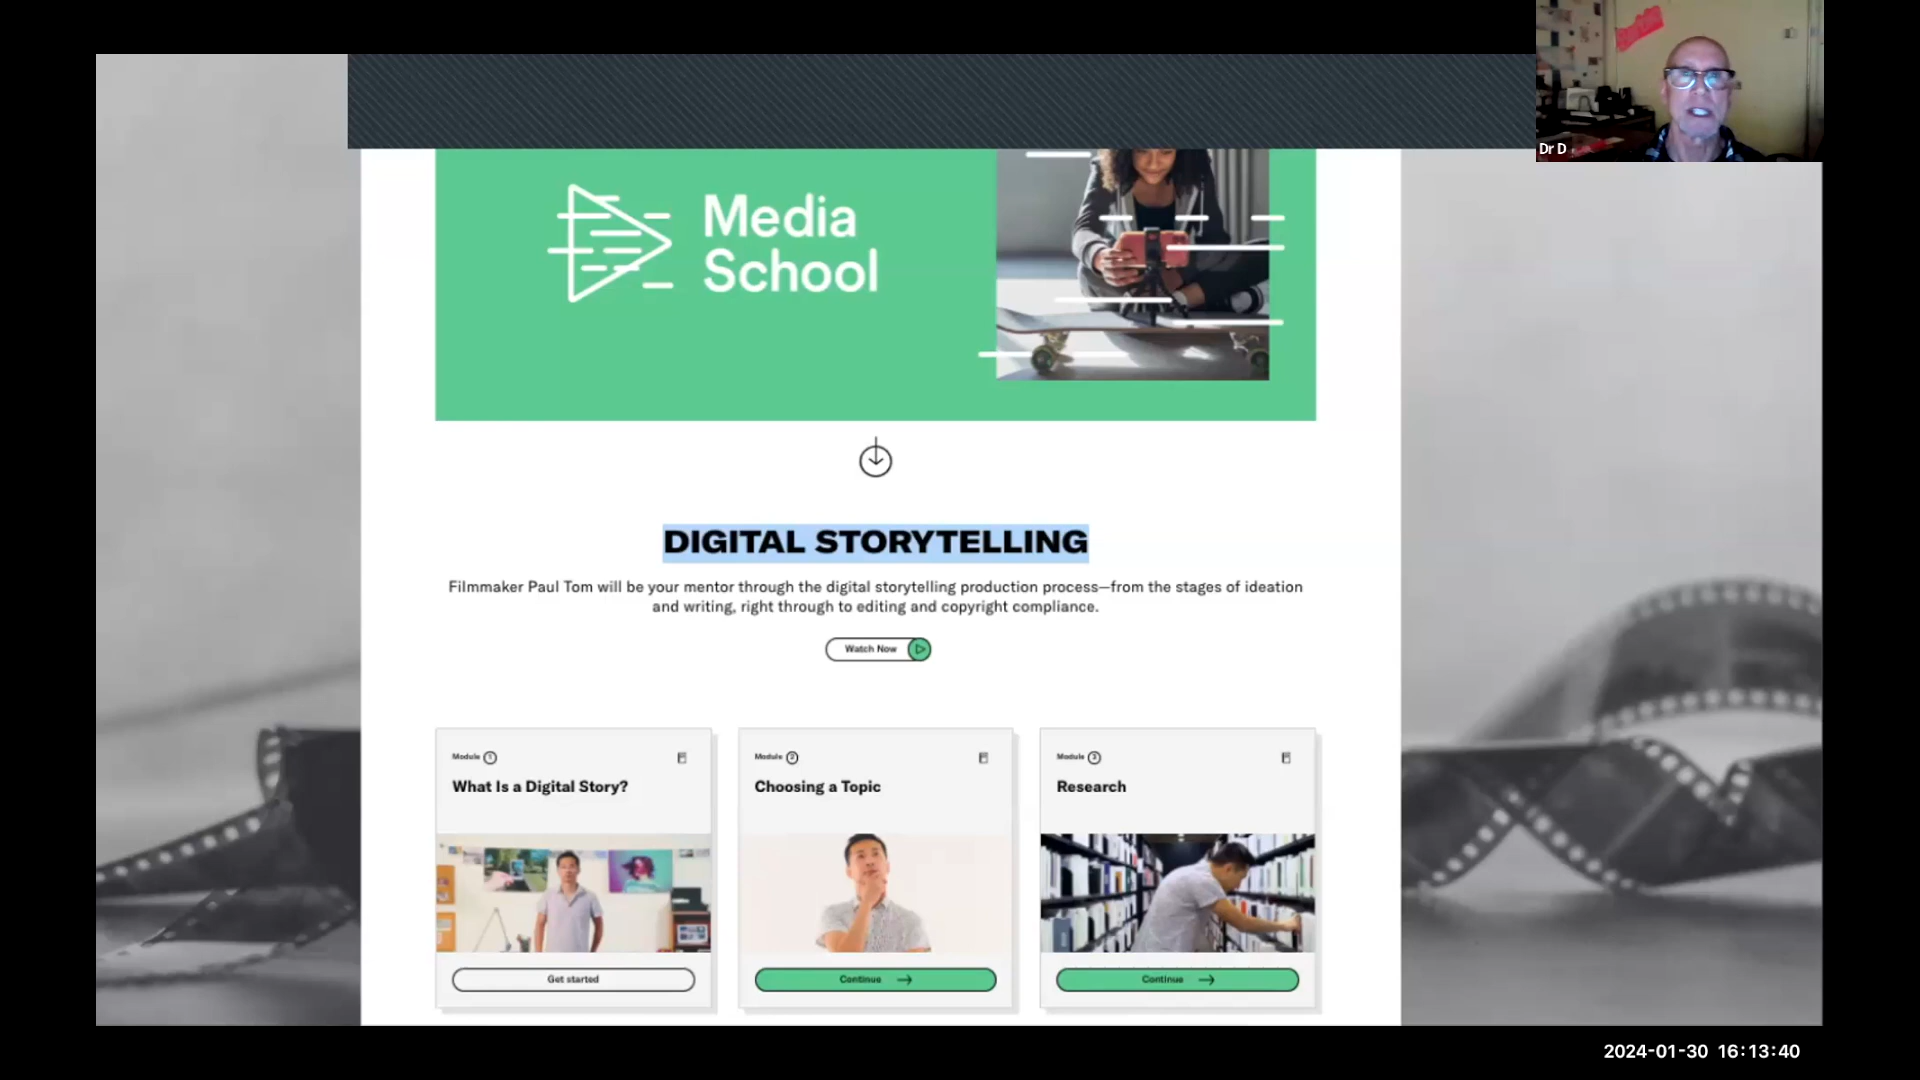 Dr D
Media
School
DIGITAL STORYTELLING
Filmmaker Paul Tom will be your mentor through the digital storytelling production process—from the stages of ideation
and writing, right through to editing and copyright compliance.
Watch Now
Module 1
What Is a Digital Story?
Get started
Module 2
Choosing a Topic
Continue
Module 3
Research
Continue
2024-01-30 16:13:40